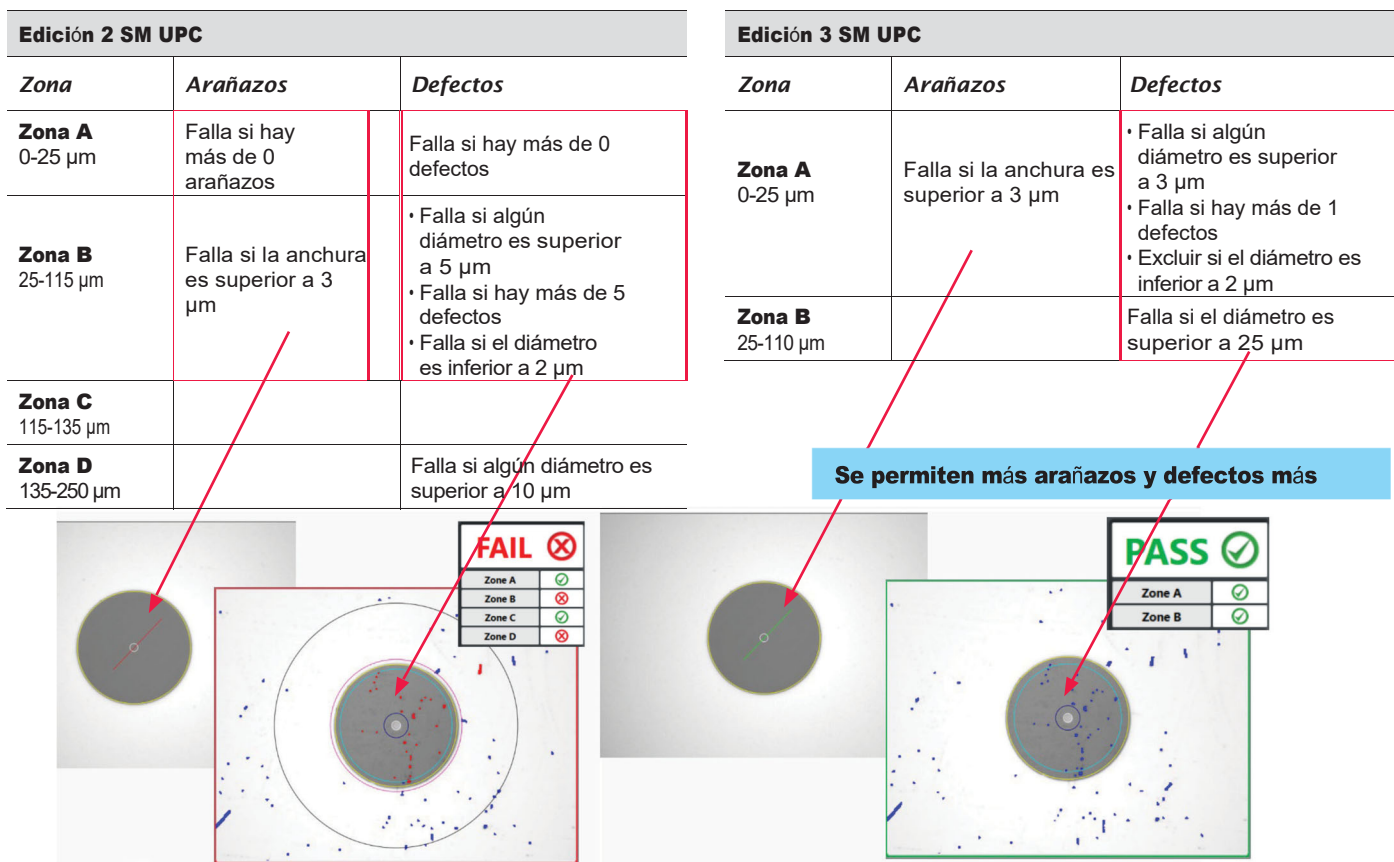 Edición 2 SM UPC
Zona Arañazos Defectos
Zona A
0-25 µm
Falla si hay
más de 0
arañazos
Falla si hay más de 0
defectos
Zona B
25-115 µm
Falla si la anchura
es superior a 3
µm
• Falla si algún
diámetro es superior
a 5 µm
• Falla si hay más de 5
defectos
• Falla si el diámetro
es inferior a 2 µm
Zona C
115-135 µm
Zona D
135-250 µm
Falla si algún diámetro es
superior a 10 µm
Edición 3 SM UPC
Zona Arañazos Defectos
Zona A
0-25 µm
Falla si la anchura es
superior a 3 µm
• Falla si algún
diámetro es superior
a 3 µm
• Falla si hay más de 1
defectos
• Excluir si el diámetro es
inferior a 2 µm
Zona B
25-110 µm
Falla si el diámetro es
superior a 25 µm
Se permiten más arañazos y defectos más
FAIL
Zone A
Zone B
Zone C
Zone D
PASS
Zone A
Zone B